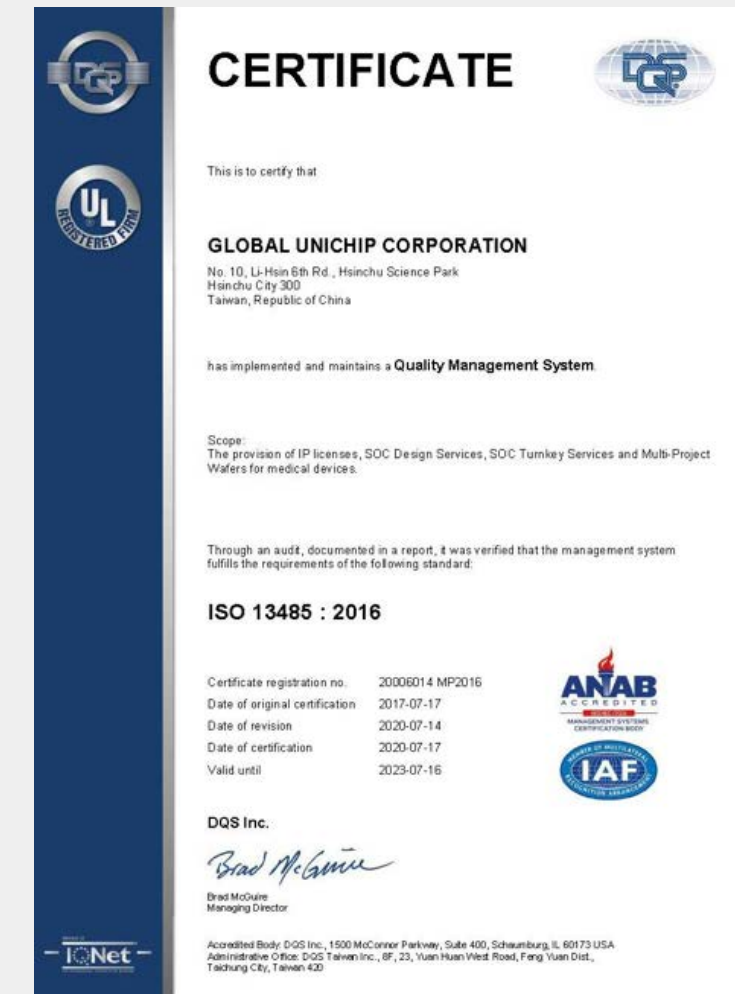 DQS
CERTIFICATE
DQS
This is to certify that
UL
®
REGISTERED FIRM
GLOBAL UNICHIP CORPORATION
No. 10, Li-Hsin 6th Rd., Hsinchu Science Park
Hsinchu City 300
Taiwan, Republic of China
has implemented and maintains a Quality Management System.
Scope:
The provision of IP licenses, SOC Design Services, SOC Turnkey Services and Multi-Project
Wafers for medical devices.
Through an audit, documented in a report, it was verified that the management system
fulfills the requirements of the following standard:
ISO 13485 : 2016
Certificate registration no. 20006014 MP2016
Date of original certification 2017-07-17
Date of revision 2020-07-14
Date of certification 2020-07-17
Valid until 2023-07-16
ANAB
ACCREDITED
MANAGEMENT SYSTEMS
CERTIFICATION BODY
MEMBER OF MULTILATERAL
IAF
RECOGNITION ARRANGEMENT
DQS Inc.
Brad McGuire
Brad McGuire
Managing Director
IQNet
Accredited Body: DQS Inc., 1500 McConnor Parkway, Suite 400, Schaumburg, IL 60173 USA
Administrative Office: DQS Taiwan Inc., 8F, 23, Yuan Huan West Road, Feng Yuan Dist.,
Taichung City, Taiwan 420